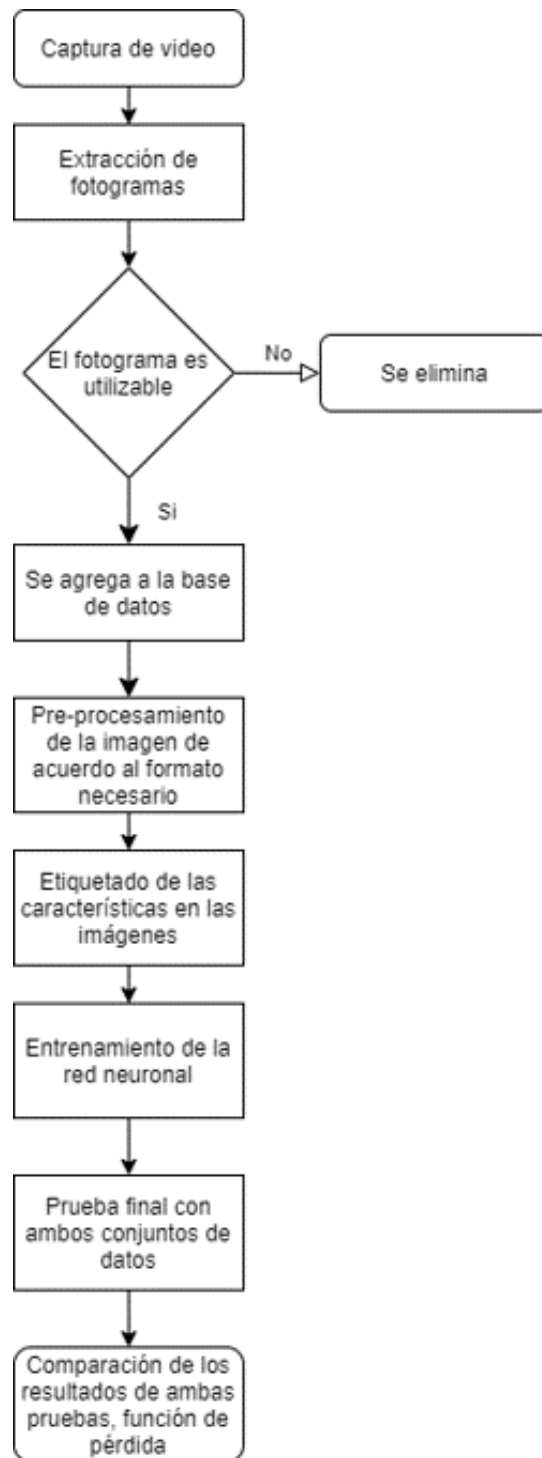 Captura de video
Extracción de
fotogramas
El fotograma es
utilizable
No
Se elimina
Si
Se agrega a la base
de datos
Pre-procesamiento
de la imagen de
acuerdo al formato
necesario
Etiquetado de las
características en las
imágenes
Entrenamiento de la
red neuronal
Prueba final con
ambos conjuntos de
datos
Comparación de los
resultados de ambas
pruebas, función de
pérdida